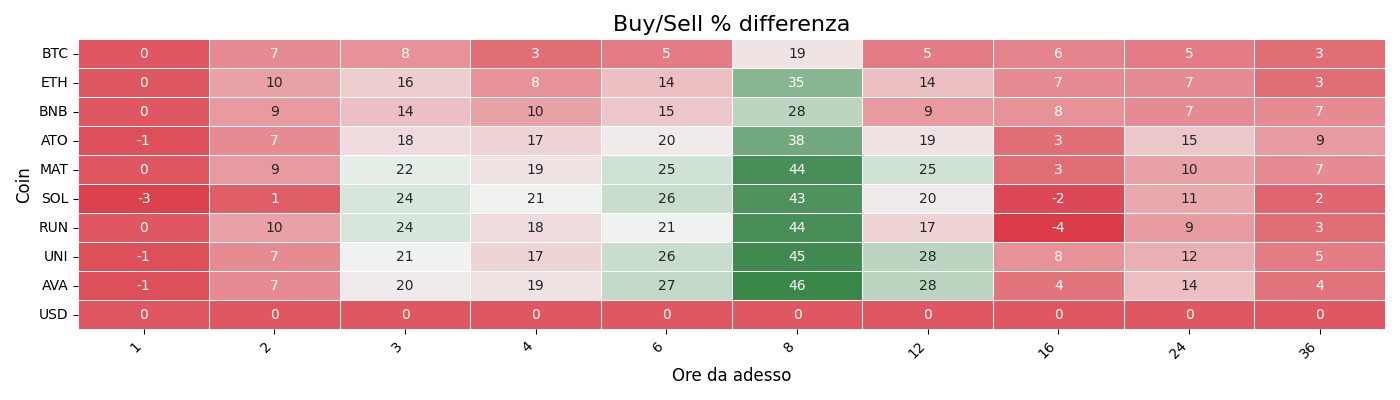 Buy/Sell % differenza
Coin
BTC 0 7 8 3 5 19 5 6 5 3
ETH 0 10 16 8 14 35 14 7 7 3
BNB 0 9 14 10 15 28 9 8 7 7
ATO -1 7 18 17 20 38 19 3 15 9
MAT 0 9 22 19 25 44 25 3 10 7
SOL -3 1 24 21 26 43 20 -2 11 2
RUN 0 10 24 18 21 44 17 -4 9 3
UNI -1 7 21 17 26 45 28 8 12 5
AVA -1 7 20 19 27 46 28 4 14 4
USD 0 0 0 0 0 0 0 0 0 0
1 2 3 4 6 8 12 16 24 36
Ore da adesso